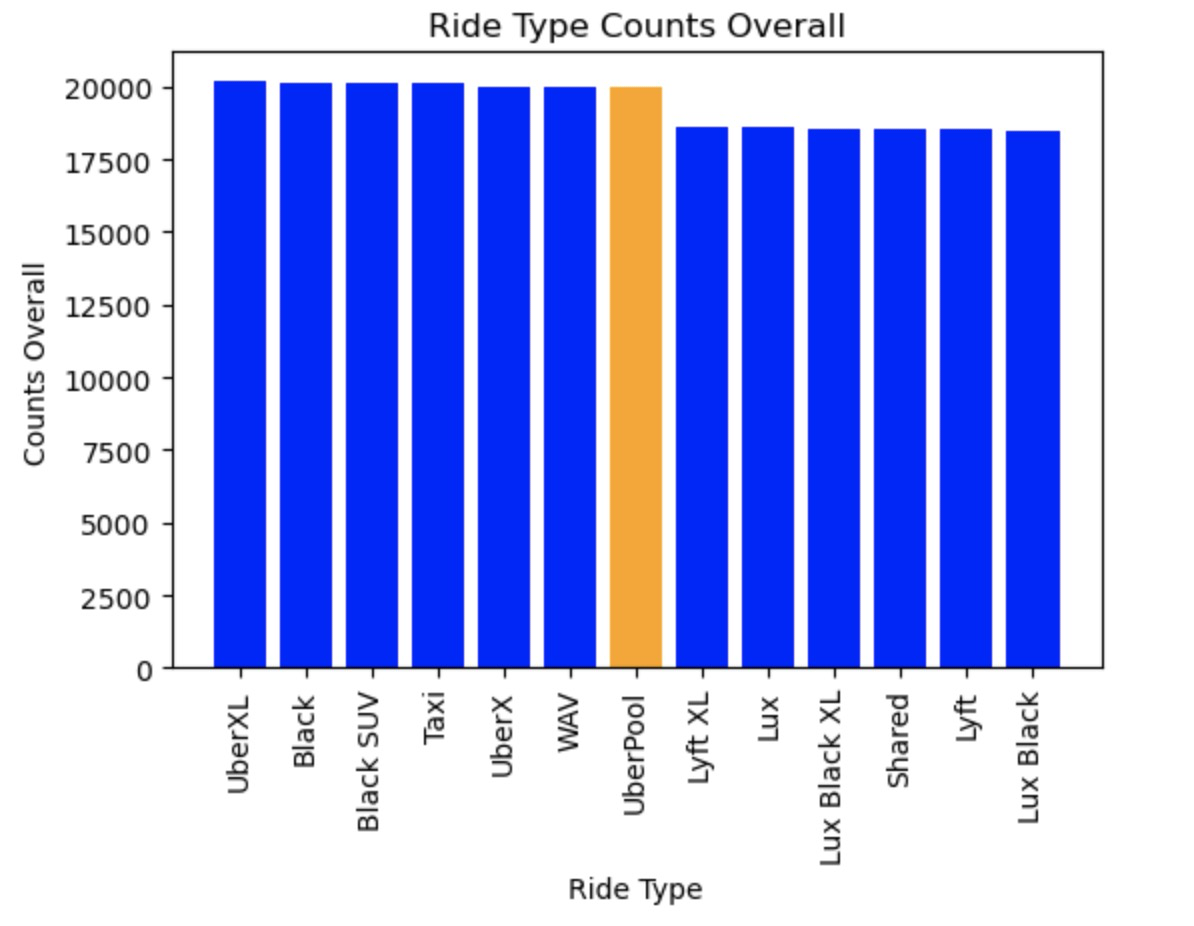 Ride Type Counts Overall
Counts Overall
20000
17500
15000
12500
10000
7500
5000
2500
0
UberXL
Black
Black SUV
Taxi
UberX
WAV
UberPool
Lyft XL
Lux
Lux Black XL
Shared
Lyft
Lux Black
Ride Type